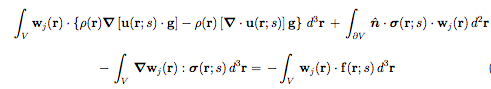 ∫_V w_j(r) · {ρ(r)∇ [u(r; s) · g] − ρ(r) [∇ · u(r; s)] g} d³r + ∫_∂V n̂ · σ(r; s) · w_j(r) d²r
− ∫_V ∇w_j(r) : σ(r; s) d³r = − ∫_V w_j(r) · f(r; s) d³r